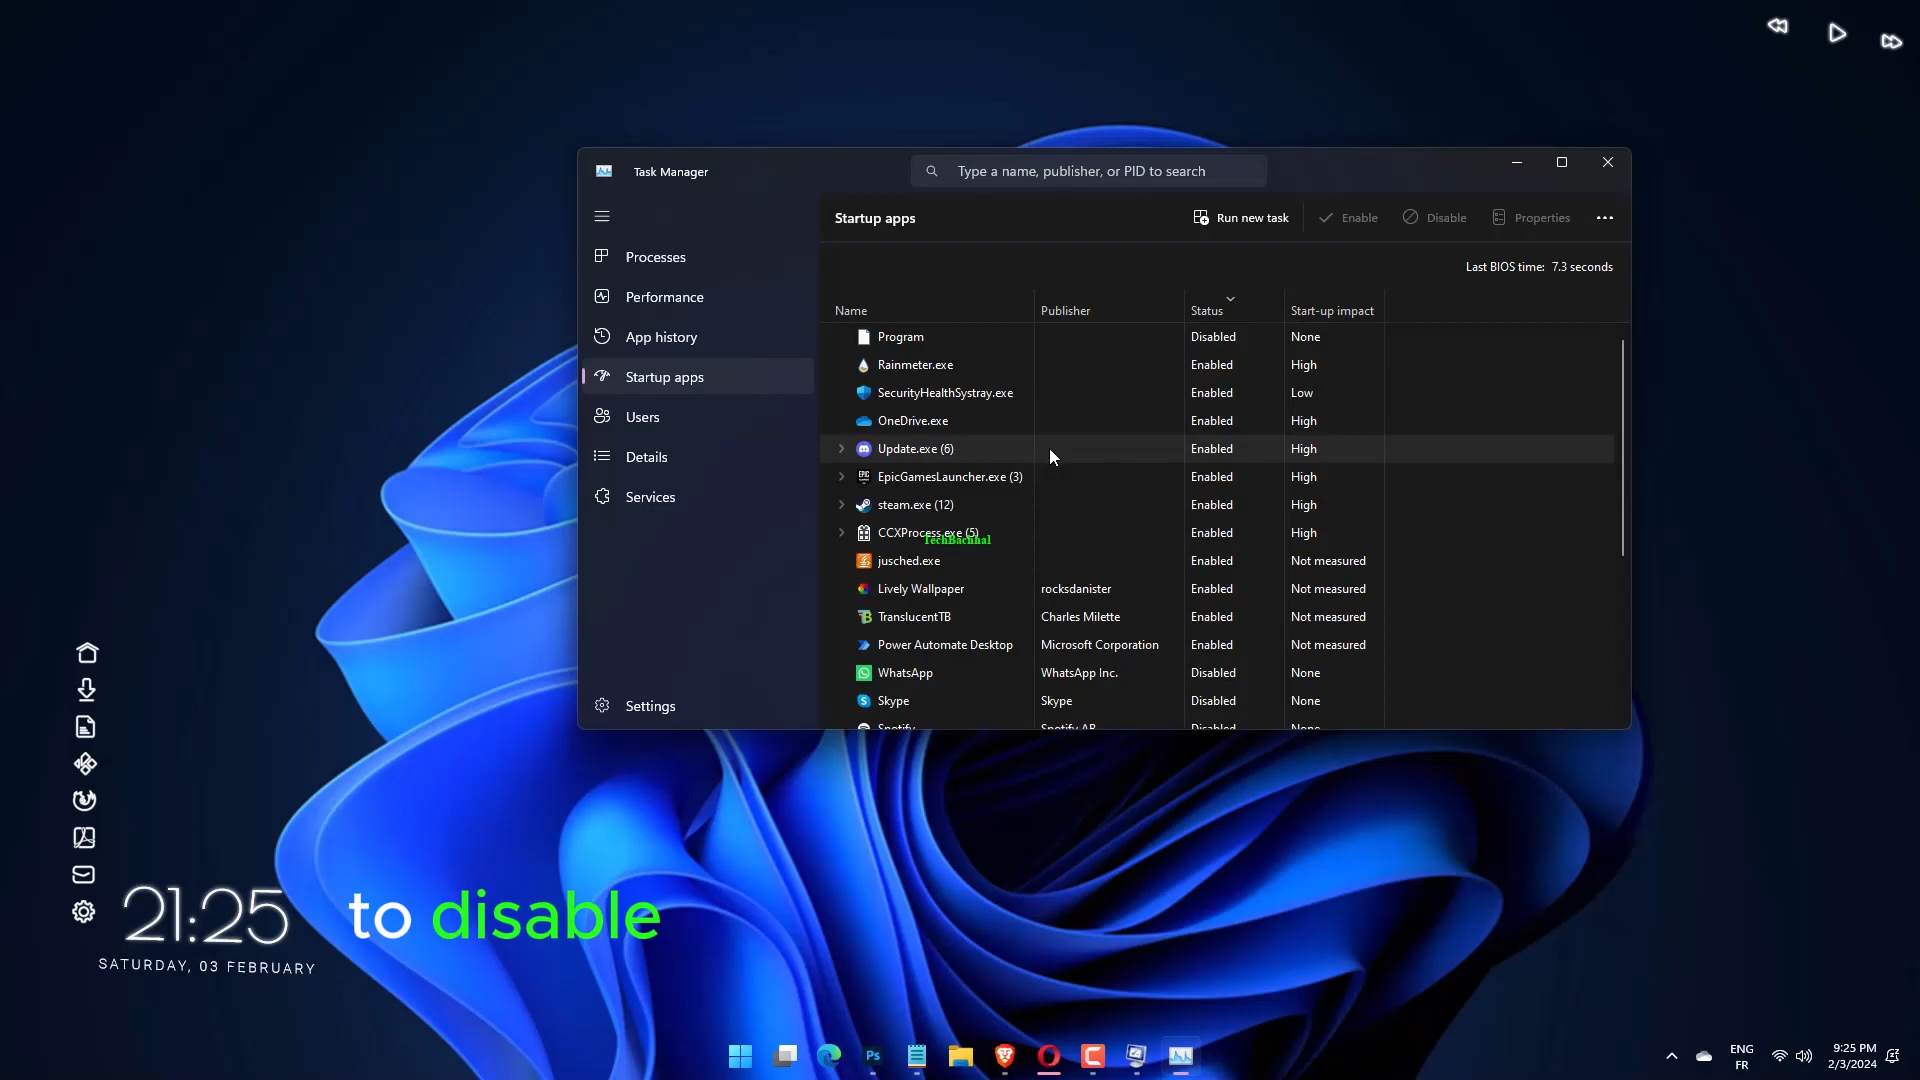 Task Manager
Type a name, publisher, or PID to search
Startup apps
Run new task
Enable
Disable
Properties
Last BIOS time: 7.3 seconds
Processes
Performance
App history
Startup apps
Users
Details
Services
Settings
Name Publisher Status Start-up impact
Program Disabled None
Rainmeter.exe Enabled High
SecurityHealthSystray.exe Enabled Low
OneDrive.exe Enabled High
Update.exe (6) Enabled High
EpicGamesLauncher.exe (3) Enabled High
steam.exe (12) Enabled High
CCXProcess.exe (5) Enabled High
TechBachhal
jusched.exe Enabled Not measured
Lively Wallpaper rocksdanister Enabled Not measured
TranslucentTB Charles Milette Enabled Not measured
Power Automate Desktop Microsoft Corporation Enabled Not measured
WhatsApp WhatsApp Inc. Disabled None
Skype Skype Disabled None
Spotify Spotify AB Disabled None
21:25
SATURDAY, 03 FEBRUARY
to disable
Ps
ENG
FR
9:25 PM
2/3/2024